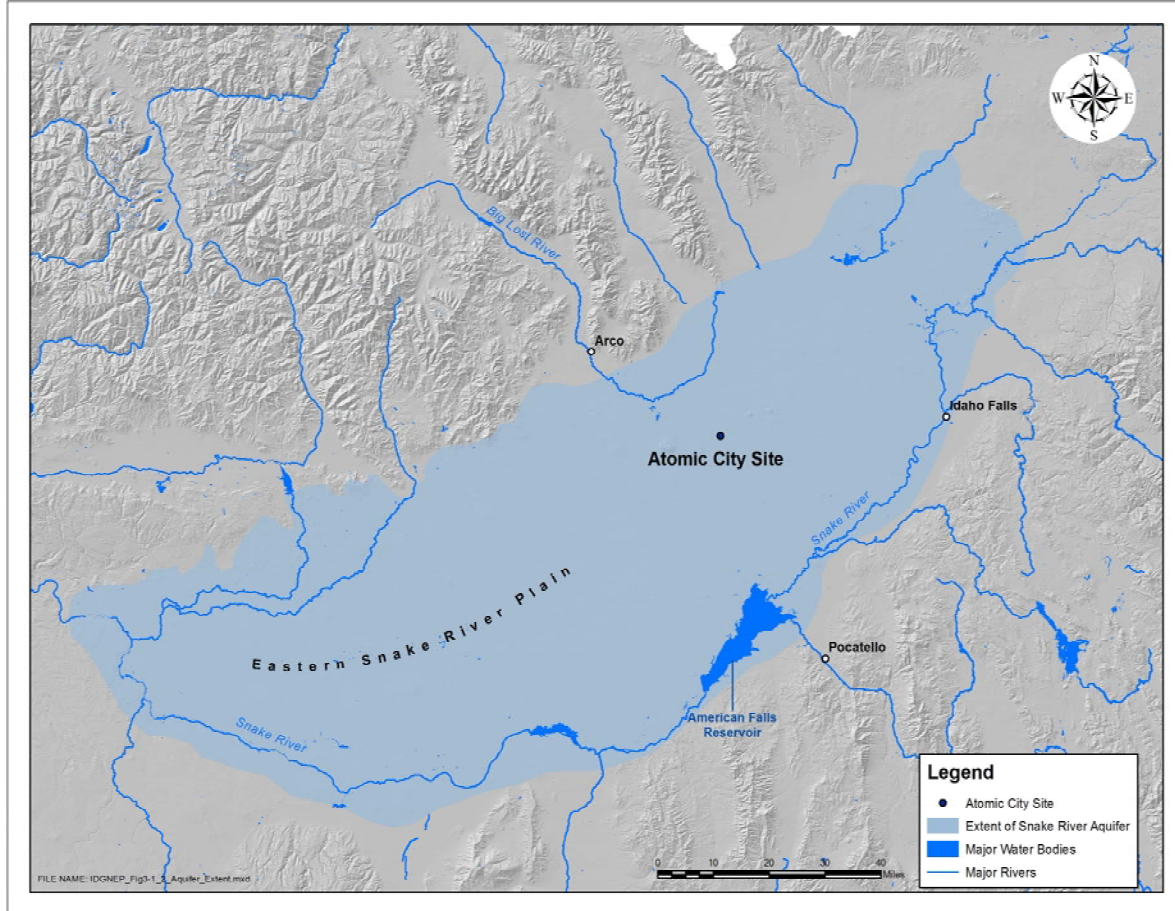 N
W E
S
Big Lost River
Arco
Idaho Falls
Atomic City Site
Snake River
Eastern Snake River Plain
Pocatello
American Falls
Reservoir
Snake River
Legend
Atomic City Site
Extent of Snake River Aquifer
Major Water Bodies
Major Rivers
0 10 20 30 40
Miles
FILE NAME: IDGNEP_Fig3-1_2_Aquifer_Extent.mxd